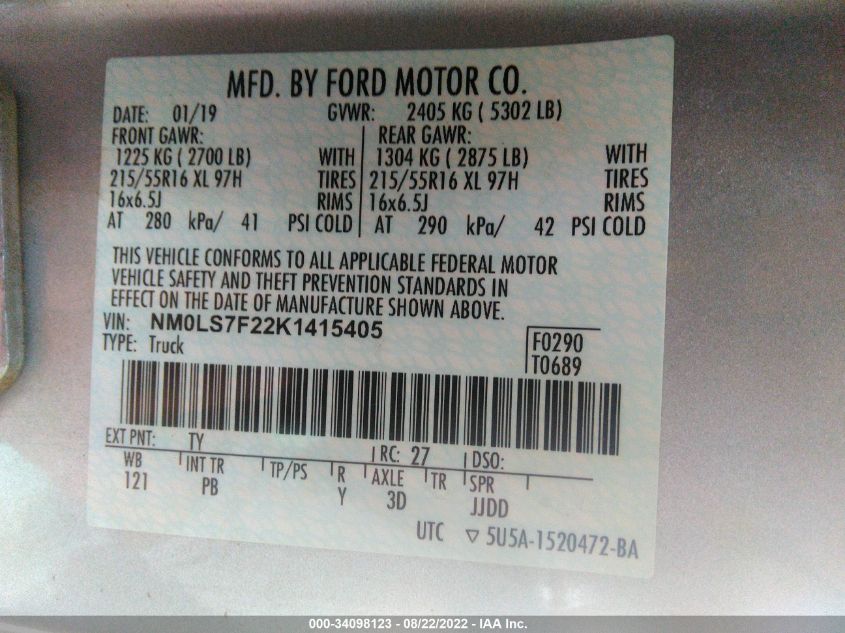 MFD. BY FORD MOTOR CO.
DATE: 01/19 GVWR: 2405 KG ( 5302 LB)
FRONT GAWR: REAR GAWR:
1225 KG ( 2700 LB) WITH 1304 KG ( 2875 LB) WITH
215/55R16 XL 97H TIRES 215/55R16 XL 97H TIRES
16x6.5J RIMS 16x6.5J RIMS
AT 280 kPa/ 41 PSI COLD AT 290 kPa/ 42 PSI COLD
THIS VEHICLE CONFORMS TO ALL APPLICABLE FEDERAL MOTOR
VEHICLE SAFETY AND THEFT PREVENTION STANDARDS IN
EFFECT ON THE DATE OF MANUFACTURE SHOWN ABOVE.
VIN: NM0LS7F22K1415405
TYPE: Truck
F0290
T0689
EXT PNT: TY RC: 27 DSO:
WB INT TR TP/PS R AXLE TR SPR
121 PB Y 3D JJDD
UTC ▽ 5U5A-1520472-BA
000-34098123 - 08/22/2022 - IAA Inc.